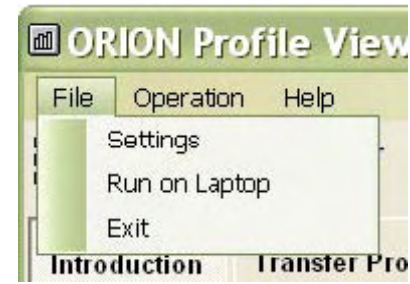 ORION Profile View
File Operation Help
Settings
Run on Laptop
Exit
Introduction Transfer Pro